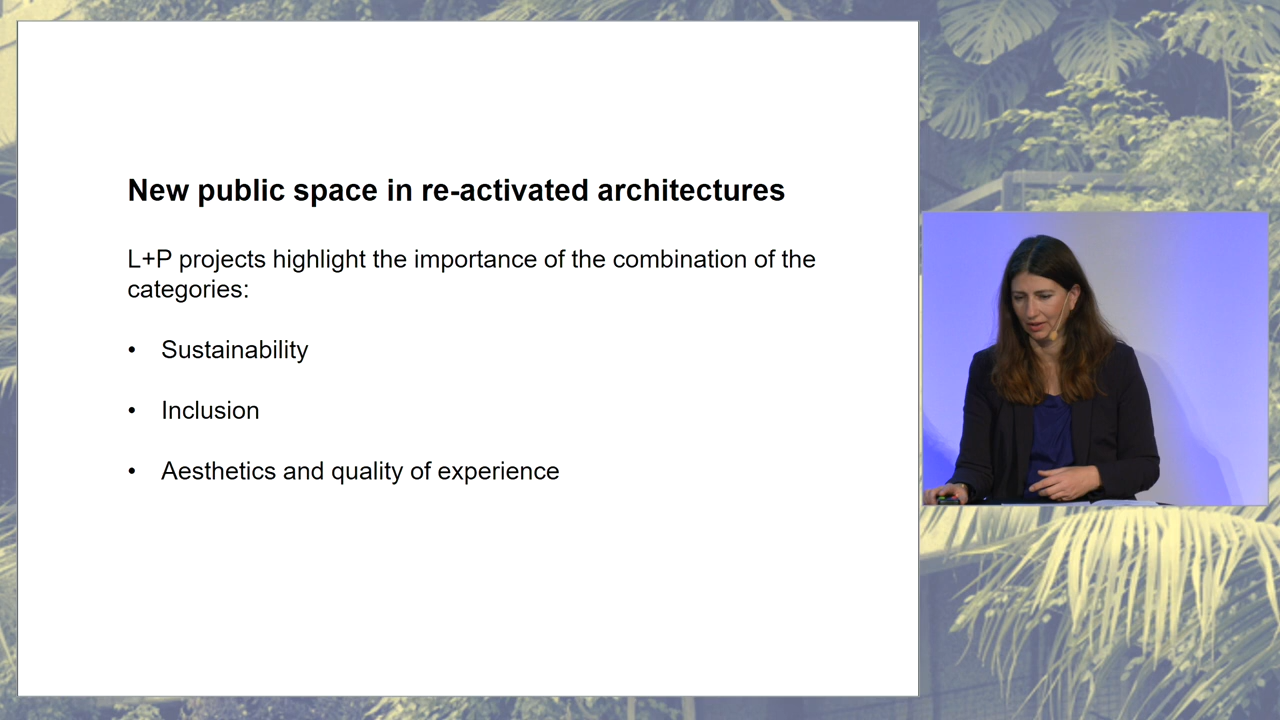 New public space in re-activated architectures
L+P projects highlight the importance of the combination of the
categories:
• Sustainability
• Inclusion
• Aesthetics and quality of experience